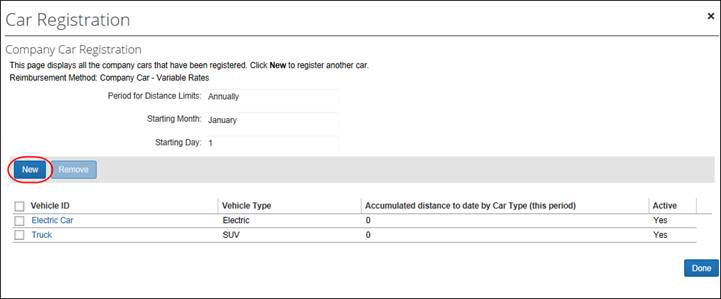 Car Registration
Company Car Registration
This page displays all the company cars that have been registered. Click New to register another car.
Reimbursement Method: Company Car - Variable Rates
Period for Distance Limits: Annually
Starting Month: January
Starting Day: 1
New Remove
Vehicle ID Vehicle Type Accumulated distance to date by Car Type (this period) Active
Electric Car Electric 0 Yes
Truck SUV 0 Yes
Done